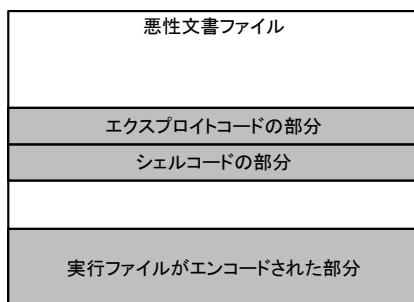 悪性文書ファイル
エクスプロイトコードの部分
シェルコードの部分
実行ファイルがエンコードされた部分